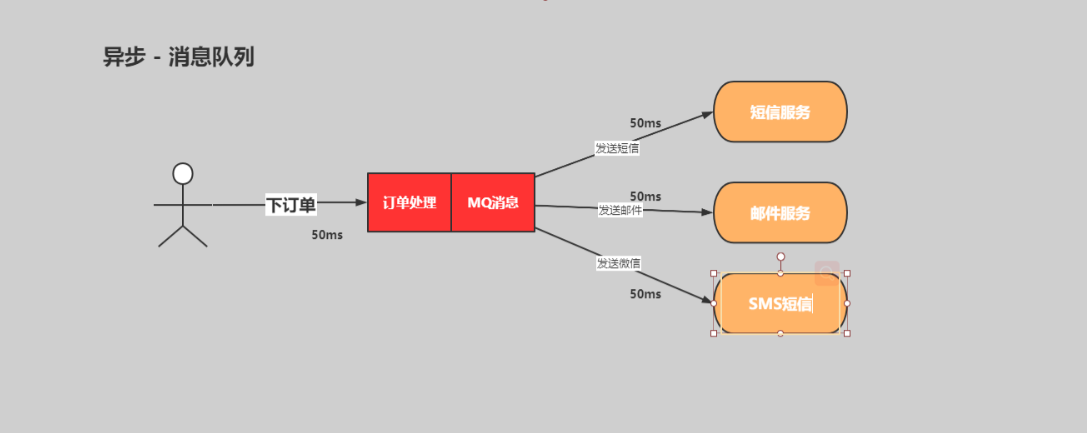 异步 - 消息队列
50ms
短信服务
发送短信
订单处理
MQ消息
下订单
50ms
50ms
发送邮件
邮件服务
发送微信
50ms
SMS短信